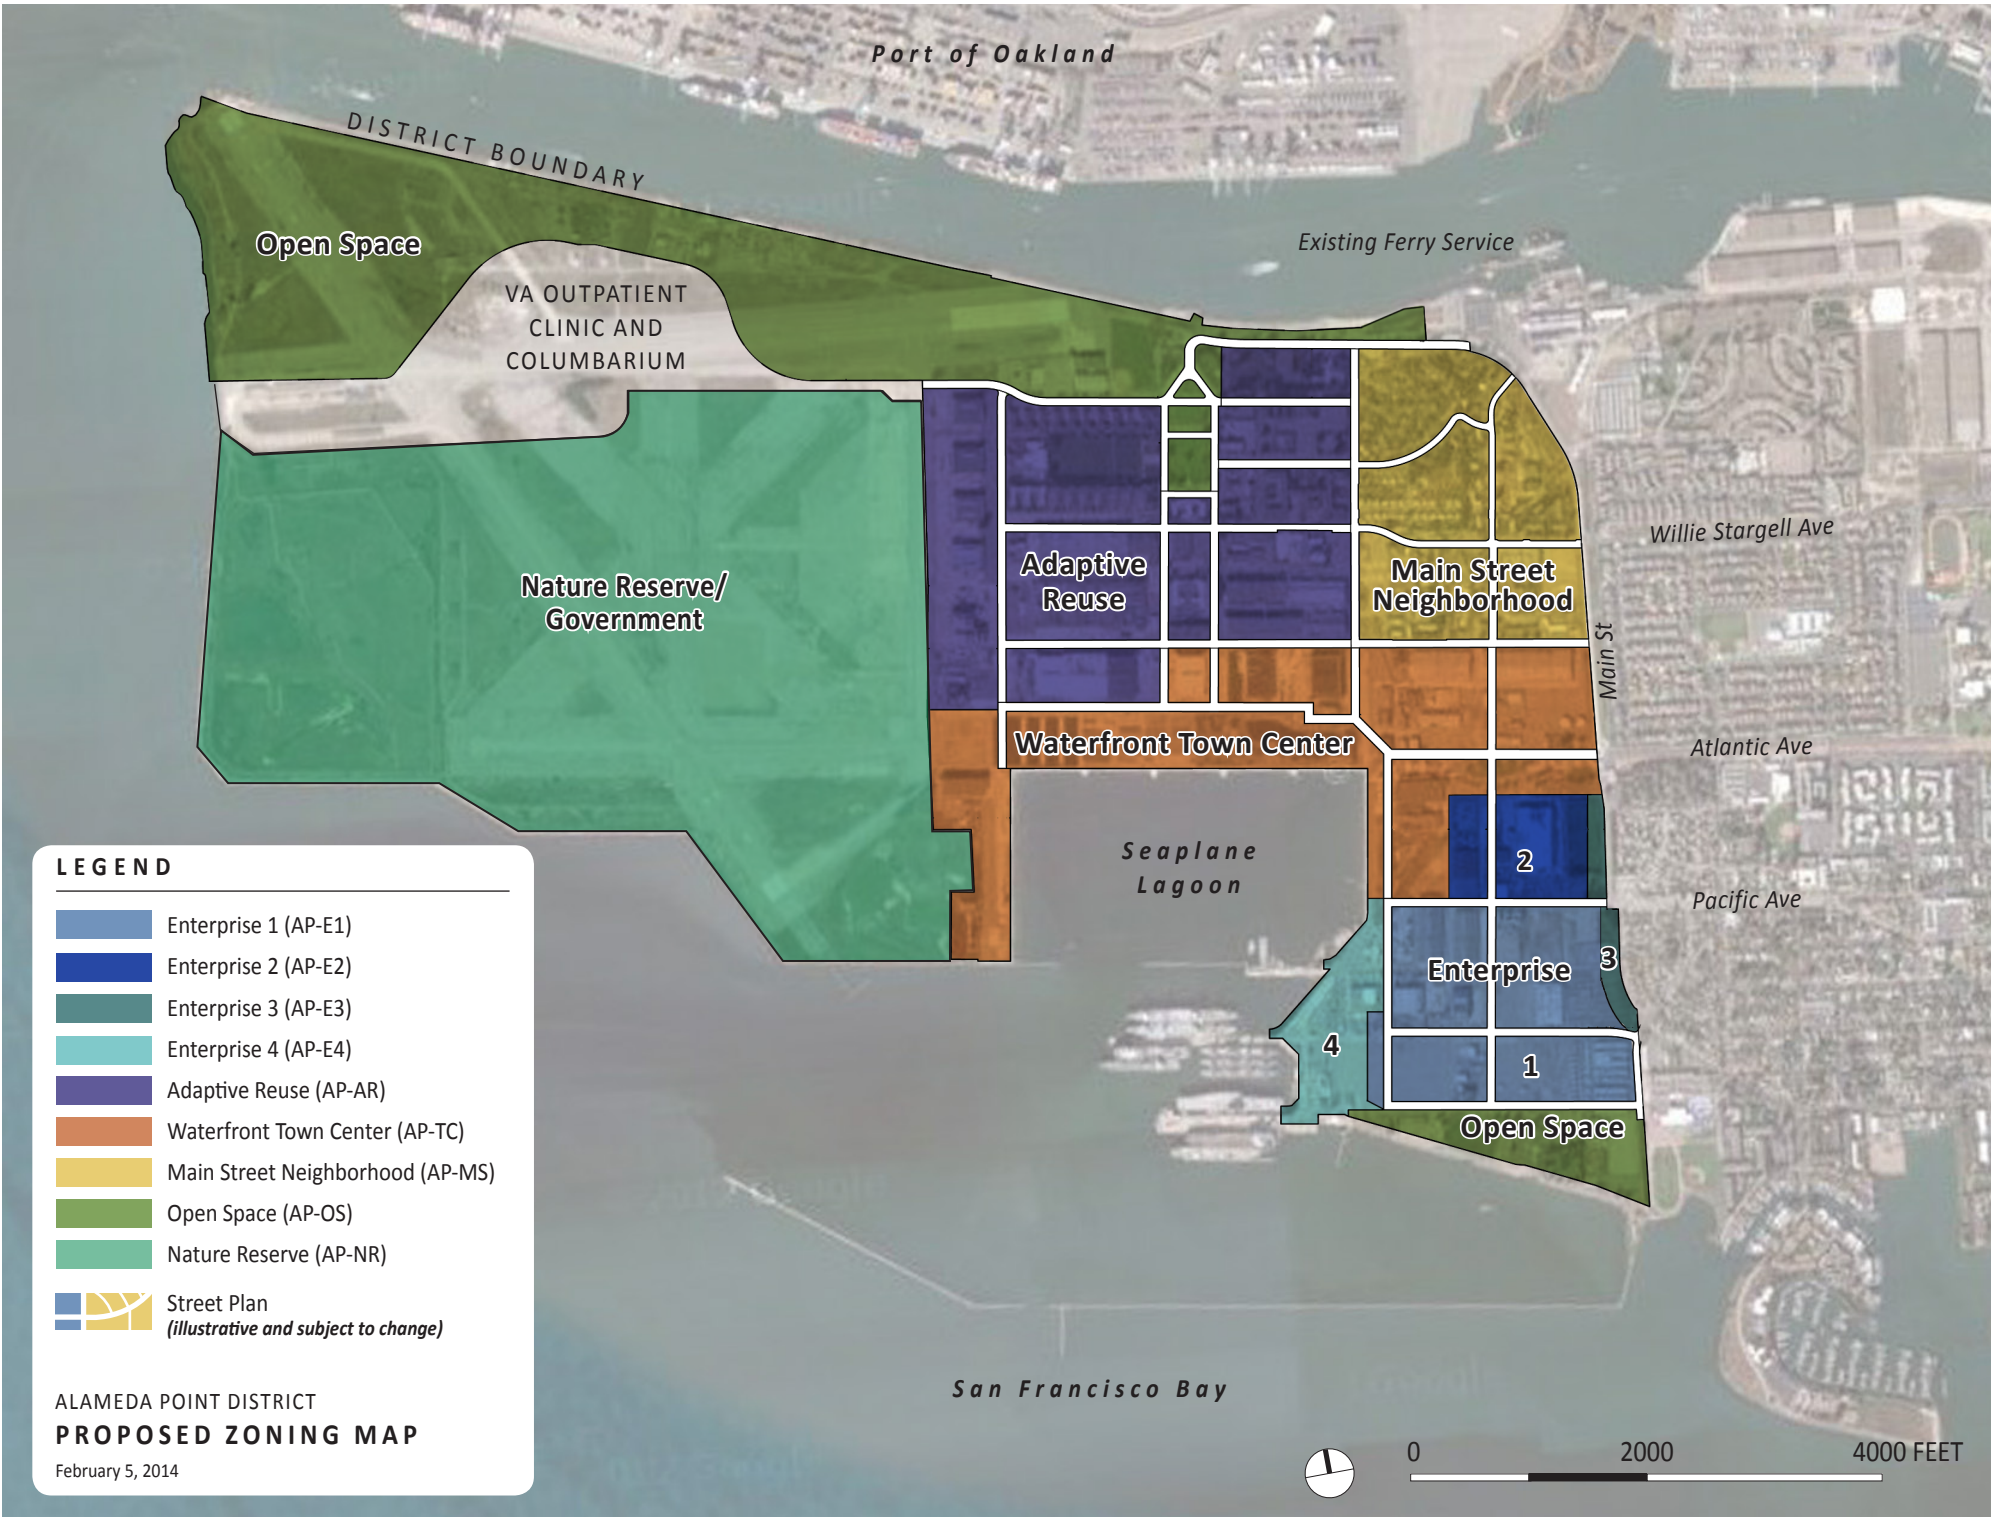 Port of Oakland
DISTRICT BOUNDARY
Existing Ferry Service
Open Space
VA OUTPATIENT
CLINIC AND
COLUMBARIUM
Willie Stargell Ave
Nature Reserve/
Government
Adaptive
Reuse
Main Street
Neighborhood
Main St
Waterfront Town Center
Atlantic Ave
Seaplane
Lagoon
2
Pacific Ave
Enterprise
3
4
1
Open Space
LEGEND
Enterprise 1 (AP-E1)
Enterprise 2 (AP-E2)
Enterprise 3 (AP-E3)
Enterprise 4 (AP-E4)
Adaptive Reuse (AP-AR)
Waterfront Town Center (AP-TC)
Main Street Neighborhood (AP-MS)
Open Space (AP-OS)
Nature Reserve (AP-NR)
Street Plan
(illustrative and subject to change)
ALAMEDA POINT DISTRICT
PROPOSED ZONING MAP
February 5, 2014
San Francisco Bay
0 2000 4000 FEET